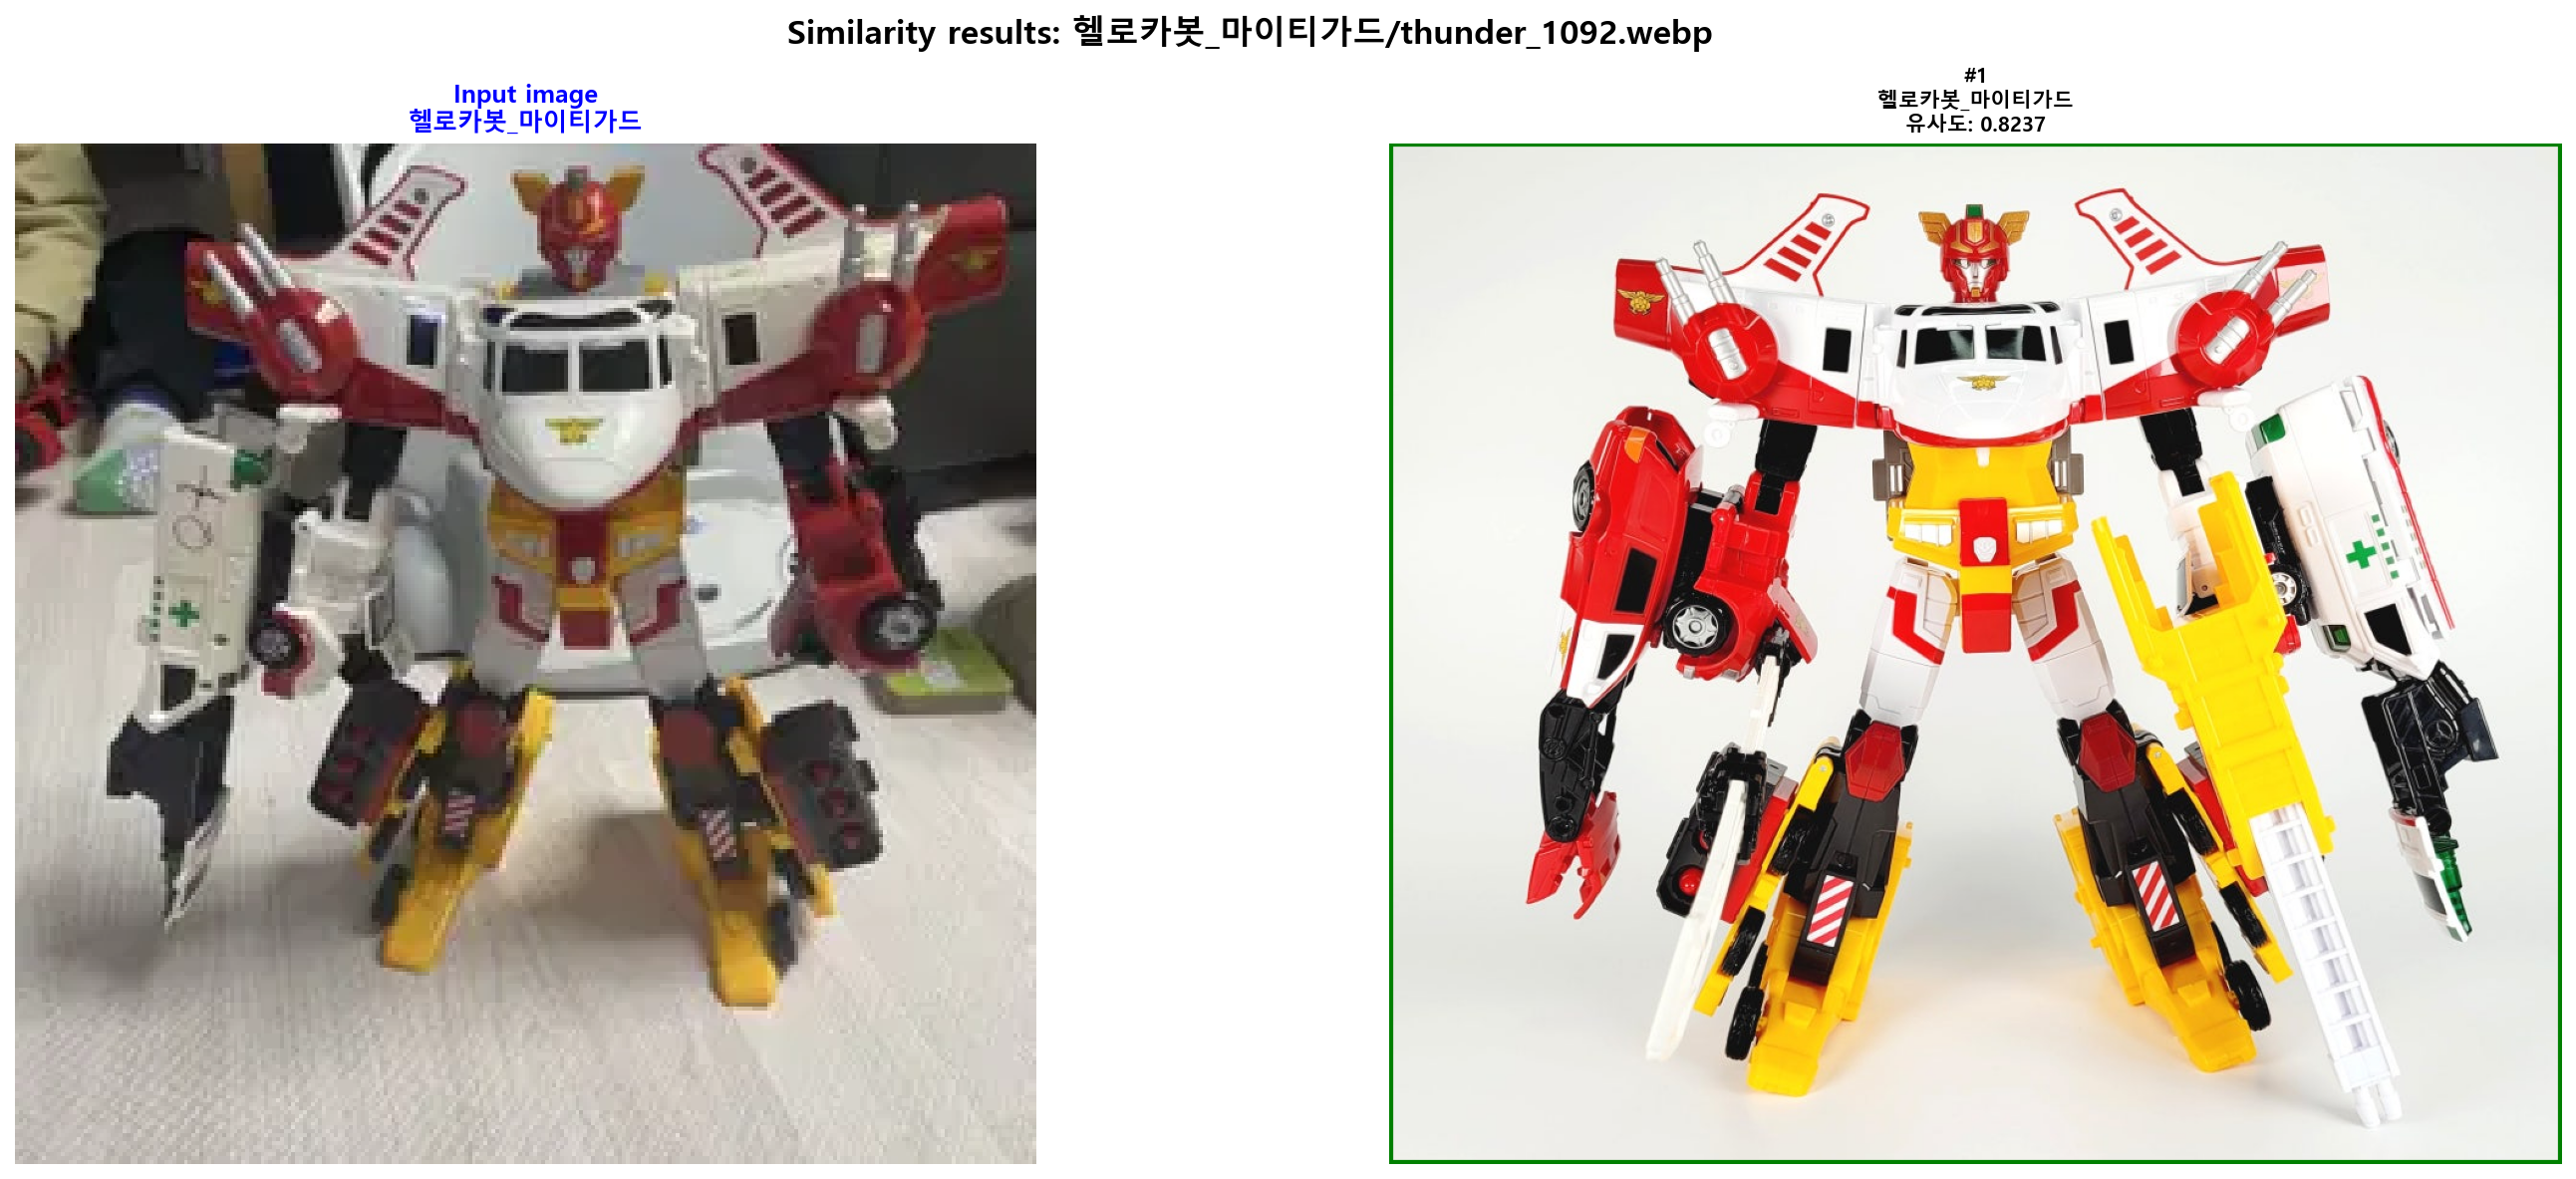 Similarity results: 헬로카봇_마이티가드/thunder_1092.webp
Input image
헬로카봇_마이티가드
#1
헬로카봇_마이티가드
유사도: 0.8237